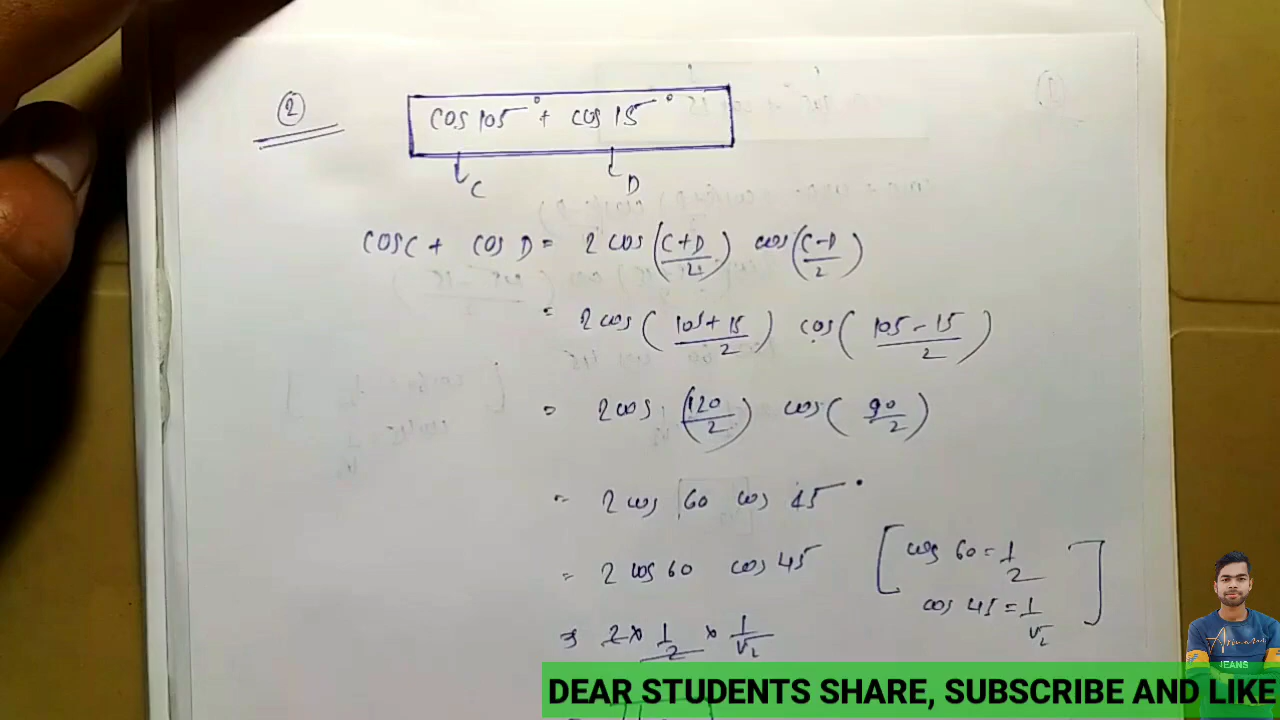 ②
cos 105° + cos 15°
C D
cos C + cos D = 2 cos (C+D/2) cos (C-D/2)
= 2 cos (105+15/2) cos (105-15/2)
= 2 cos (120/2) cos (90/2)
= 2 cos 60 cos 45°
= 2 cos 60 cos 45 [cos 60 = 1/2
cos 45 = 1/√2]
⇒ 2 × 1/2 × 1/√2
JEANS
DEAR STUDENTS SHARE, SUBSCRIBE AND LIKE